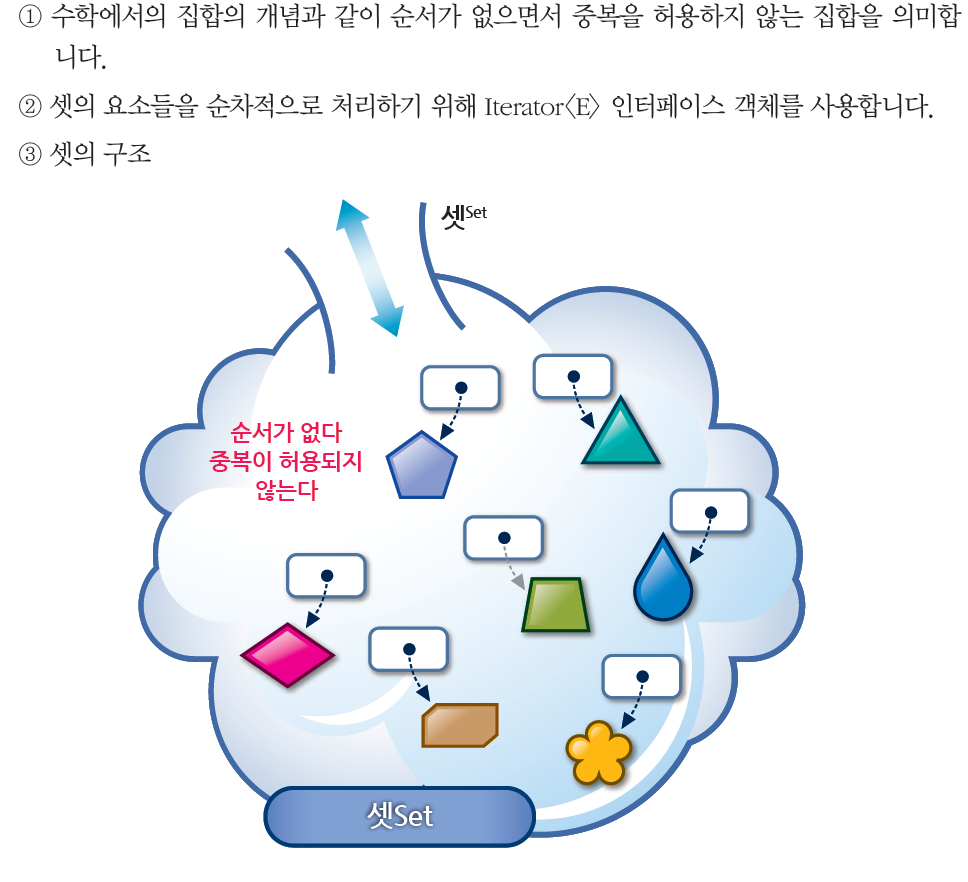 ① 수학에서의 집합의 개념과 같이 순서가 없으면서 중복을 허용하지 않는 집합을 의미합
니다.
② 셋의 요소들을 순차적으로 처리하기 위해 Iterator〈E〉 인터페이스 객체를 사용합니다.
③ 셋의 구조
셋Set
순서가 없다
중복이 허용되지
않는다
셋Set